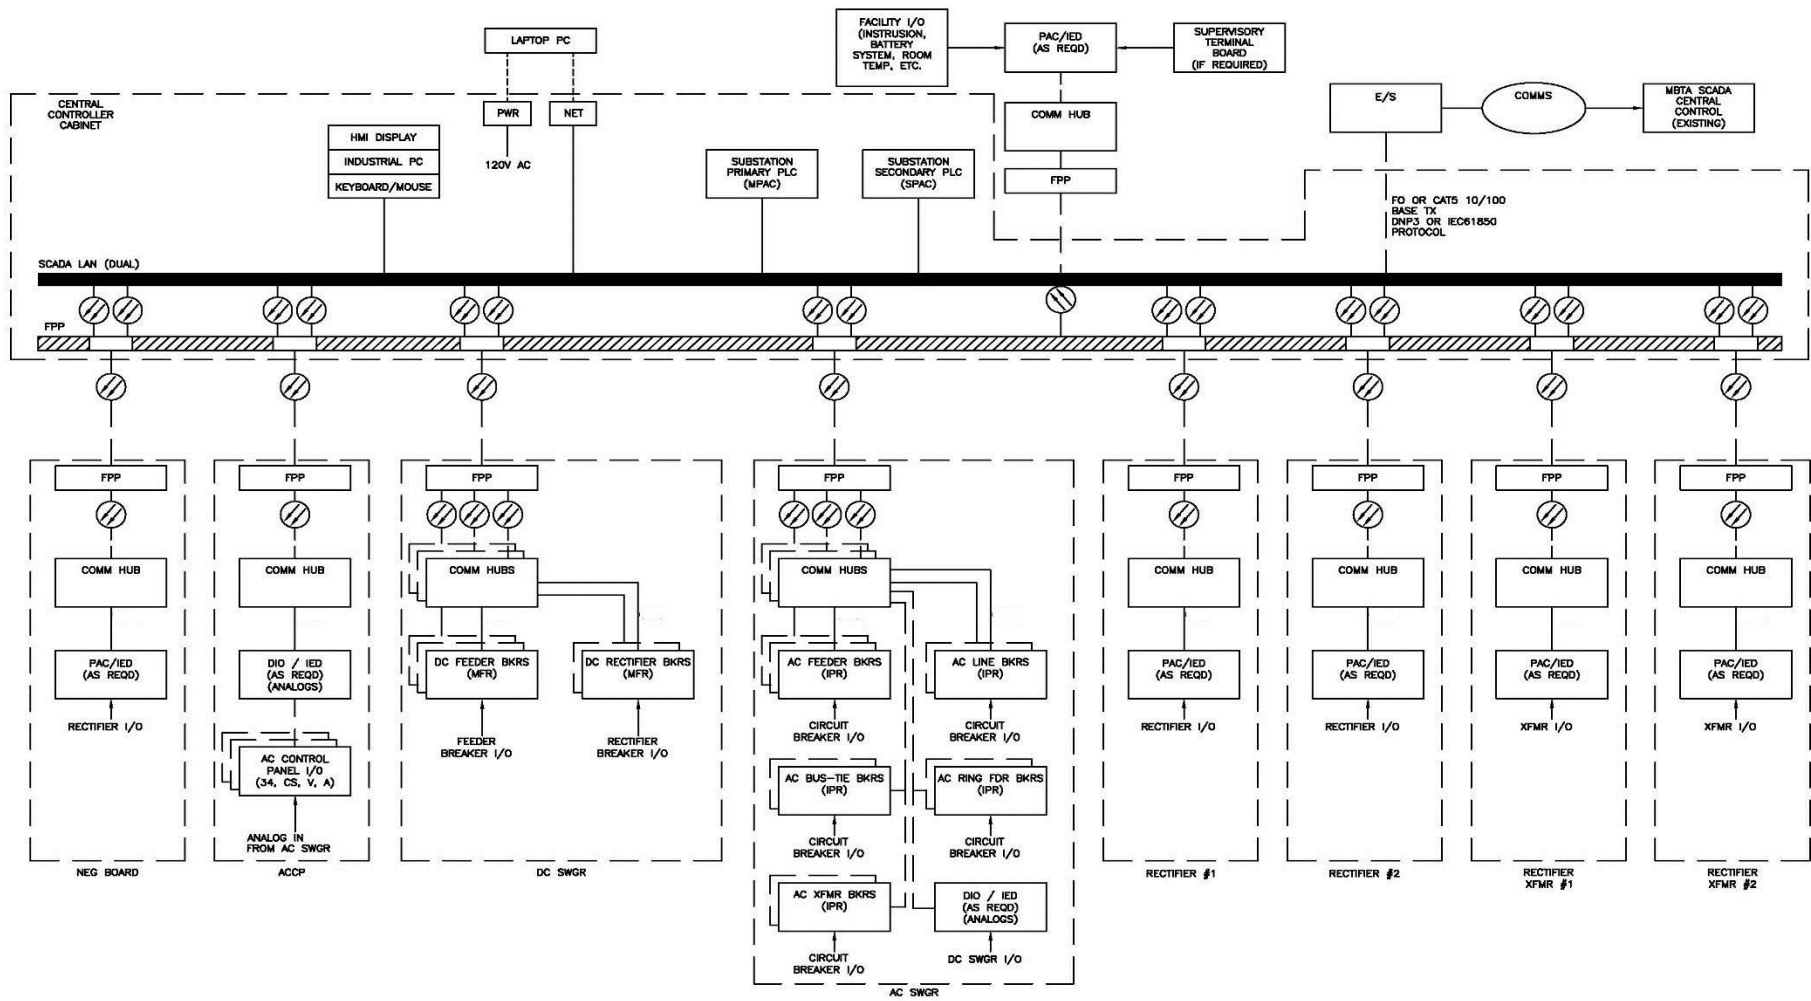 FACILITY I/O
(INSTRUSION,
BATTERY
SYSTEM, ROOM
TEMP, ETC.
PAC/IED
(AS REQD)
SUPERVISORY
TERMINAL
BOARD
(IF REQUIRED)
LAPTOP PC
CENTRAL
CONTROLLER
CABINET
PWR
NET
120V AC
HMI DISPLAY
INDUSTRIAL PC
KEYBOARD/MOUSE
SUBSTATION
PRIMARY PLC
(MPAC)
SUBSTATION
SECONDARY PLC
(SPAC)
COMM HUB
FPP
E/S
COMMS
MBTA SCADA
CENTRAL
CONTROL
(EXISTING)
FO OR CAT5 10/100
BASE TX
DNP3 OR IEC61850
PROTOCOL
SCADA LAN (DUAL)
FPP
FPP
COMM HUB
PAC/IED
(AS REQD)
RECTIFIER I/O
NEG BOARD
FPP
COMM HUB
DIO / IED
(AS REQD)
(ANALOGS)
AC CONTROL
PANEL I/O
(34, CS, V, A)
ANALOG IN
FROM AC SWGR
ACCP
FPP
COMM HUBS
DC FEEDER BKRS
(MFR)
FEEDER
BREAKER I/O
DC RECTIFIER BKRS
(MFR)
RECTIFIER
BREAKER I/O
DC SWGR
FPP
COMM HUBS
AC FEEDER BKRS
(IPR)
CIRCUIT
BREAKER I/O
AC LINE BKRS
(IPR)
CIRCUIT
BREAKER I/O
AC BUS-TIE BKRS
(IPR)
CIRCUIT
BREAKER I/O
AC RING FDR BKRS
(IPR)
CIRCUIT
BREAKER I/O
AC XFMR BKRS
(IPR)
CIRCUIT
BREAKER I/O
DIO / IED
(AS REQD)
(ANALOGS)
DC SWGR I/O
AC SWGR
FPP
COMM HUB
PAC/IED
(AS REQD)
RECTIFIER I/O
RECTIFIER #1
FPP
COMM HUB
PAC/IED
(AS REQD)
RECTIFIER I/O
RECTIFIER #2
FPP
COMM HUB
PAC/IED
(AS REQD)
XFMR I/O
RECTIFIER
XFMR #1
FPP
COMM HUB
PAC/IED
(AS REQD)
XFMR I/O
RECTIFIER
XFMR #2